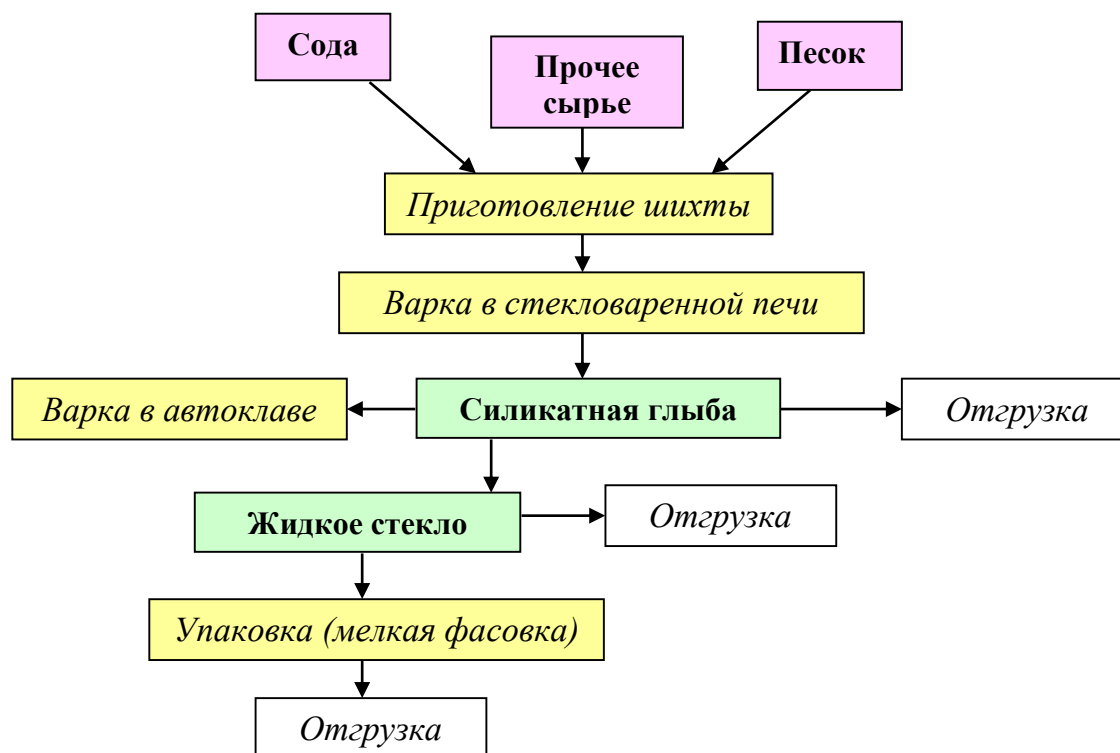 Сода
Прочее
сырье
Песок
Приготовление шихты
Варка в стекловаренной печи
Варка в автоклаве
Силикатная глыба
Отгрузка
Жидкое стекло
Отгрузка
Упаковка (мелкая фасовка)
Отгрузка